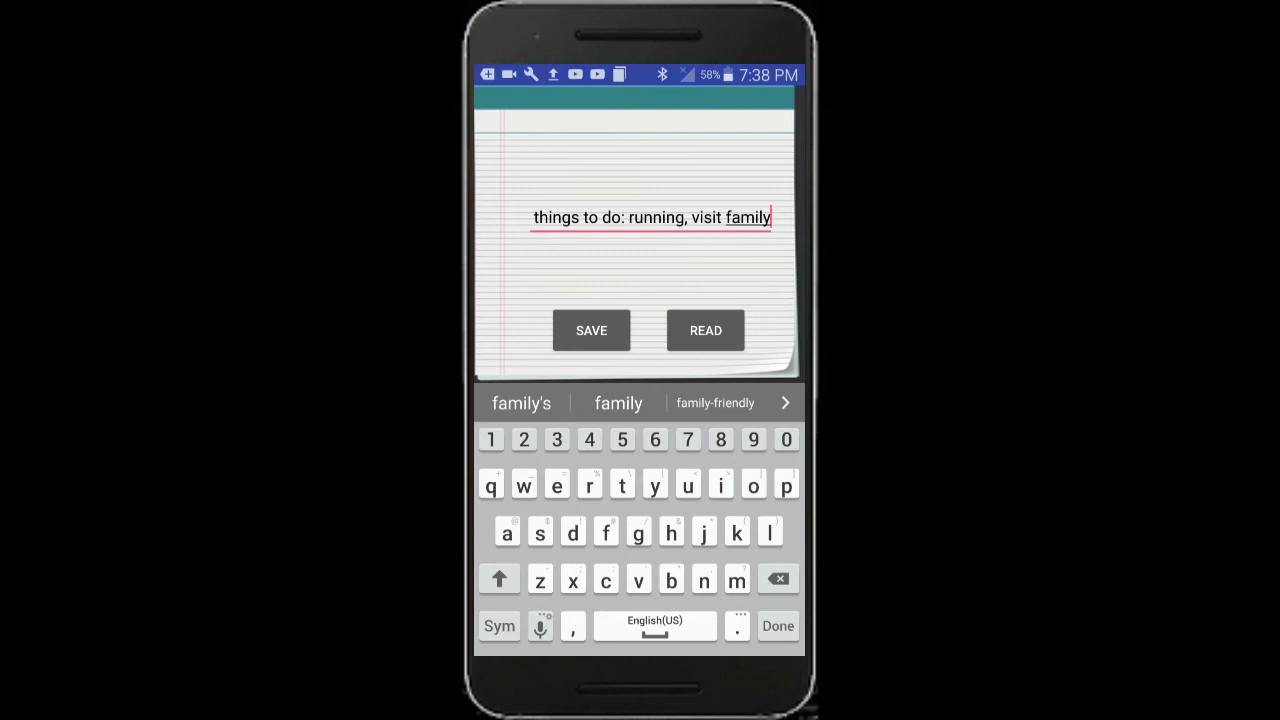 58% 7:38 PM
things to do: running, visit family
SAVE READ
family's family family-friendly
1 2 3 4 5 6 7 8 9 0
q w e r t y u i o p
a s d f g h j k l
z x c v b n m
Sym , English(US) . Done